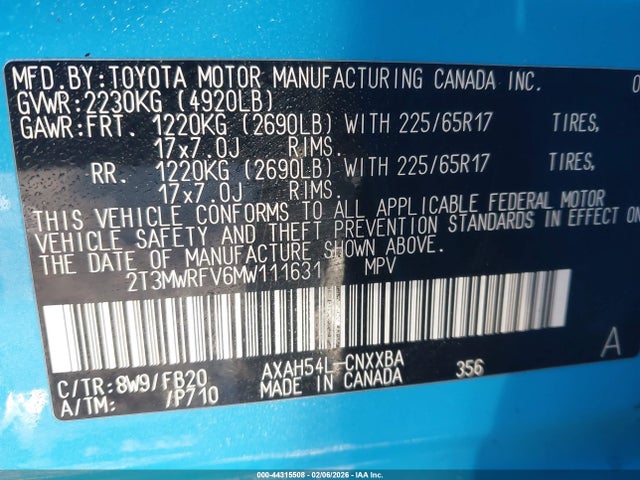 MFD. BY: TOYOTA MOTOR MANUFACTURING CANADA INC. 0
GVWR: 2230KG (4920LB)
GAWR: FRT. 1220KG (2690LB) WITH 225/65R17 TIRES,
17x7.0J RIMS.
RR. 1220KG (2690LB) WITH 225/65R17 TIRES,
17x7.0J RIMS.
THIS VEHICLE CONFORMS TO ALL APPLICABLE FEDERAL MOTOR
VEHICLE SAFETY AND THEFT PREVENTION STANDARDS IN EFFECT ON
THE DATE OF MANUFACTURE SHOWN ABOVE.
2T3MWRFV6MW111631 MPV
A
C/TR: 8W9/FB20 AXAH54L-CNXXBA 356
A/TM: /P710 MADE IN CANADA
000-44315508 | 02/06/2026 | IAA Inc.